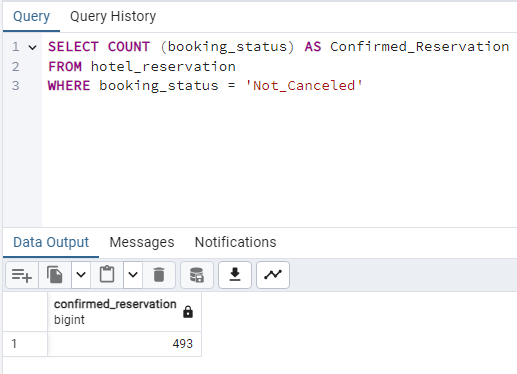 Query Query History
1 SELECT COUNT (booking_status) AS Confirmed_Reservation
2 FROM hotel_reservation
3 WHERE booking_status = 'Not_Canceled'
Data Output Messages Notifications
confirmed_reservation
bigint
1 493